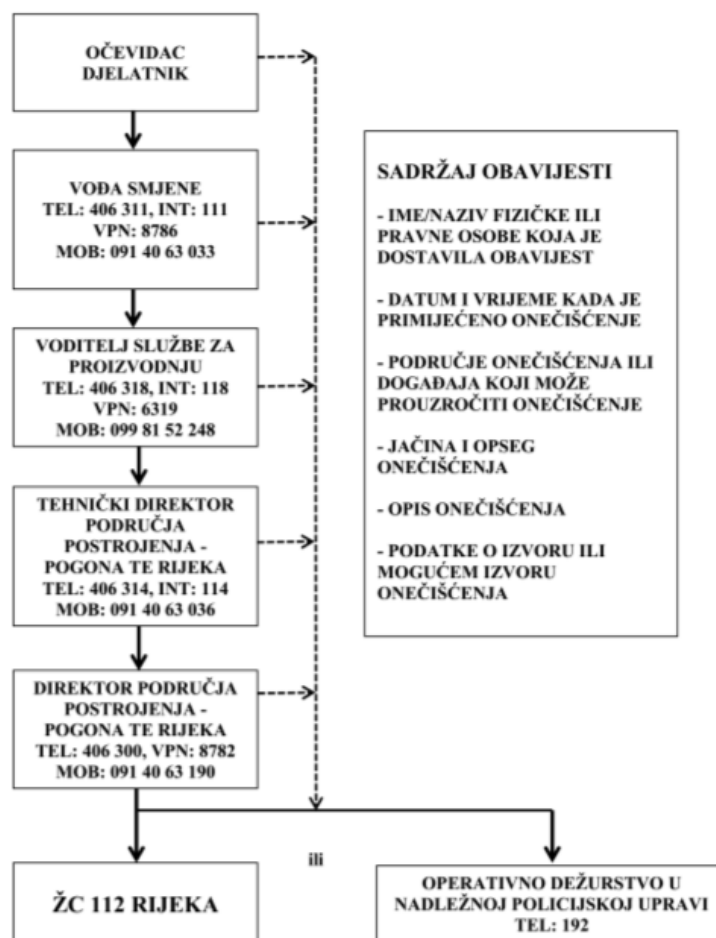 OČEVIDAC
DJELATNIK
VOĐA SMJENE
TEL: 406 311, INT: 111
VPN: 8786
MOB: 091 40 63 033
VODITELJ SLUŽBE ZA
PROIZVODNJU
TEL: 406 318, INT: 118
VPN: 6319
MOB: 099 81 52 248
TEHNIČKI DIREKTOR
PODRUČJA
POSTROJENJA -
POGONA TE RIJEKA
TEL: 406 314, INT: 114
MOB: 091 40 63 036
DIREKTOR PODRUČJA
POSTROJENJA -
POGONA TE RIJEKA
TEL: 406 300, VPN: 8782
MOB: 091 40 63 190
SADRŽAJ OBAVIJESTI
- IME/NAZIV FIZIČKE ILI
PRAVNE OSOBE KOJA JE
DOSTAVILA OBAVIJEST
- DATUM I VRIJEME KADA JE
PRIMIJEĆENO ONEČIŠĆENJE
- PODRUČJE ONEČIŠĆENJA ILI
DOGAĐAJA KOJI MOŽE
PROUZROČITI ONEČIŠĆENJE
- JAČINA I OPSEG
ONEČIŠĆENJA
- OPIS ONEČIŠĆENJA
- PODATKE O IZVORU ILI
MOGUĆEM IZVORU
ONEČIŠĆENJA
ŽC 112 RIJEKA
ili
OPERATIVNO DEŽURSTVO U
NADLEŽNOJ POLICIJSKOJ UPRAVI
TEL: 192